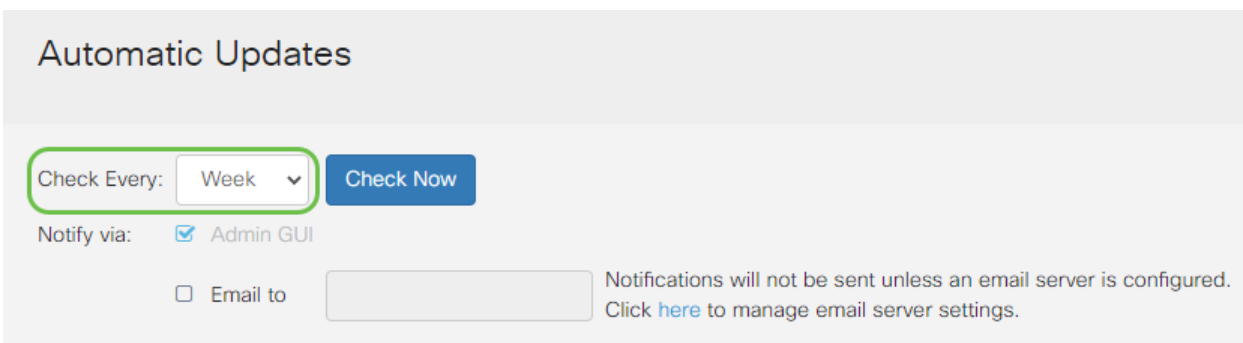 Automatic Updates
Check Every: Week Check Now
Notify via: Admin GUI
Email to
Notifications will not be sent unless an email server is configured.
Click here to manage email server settings.